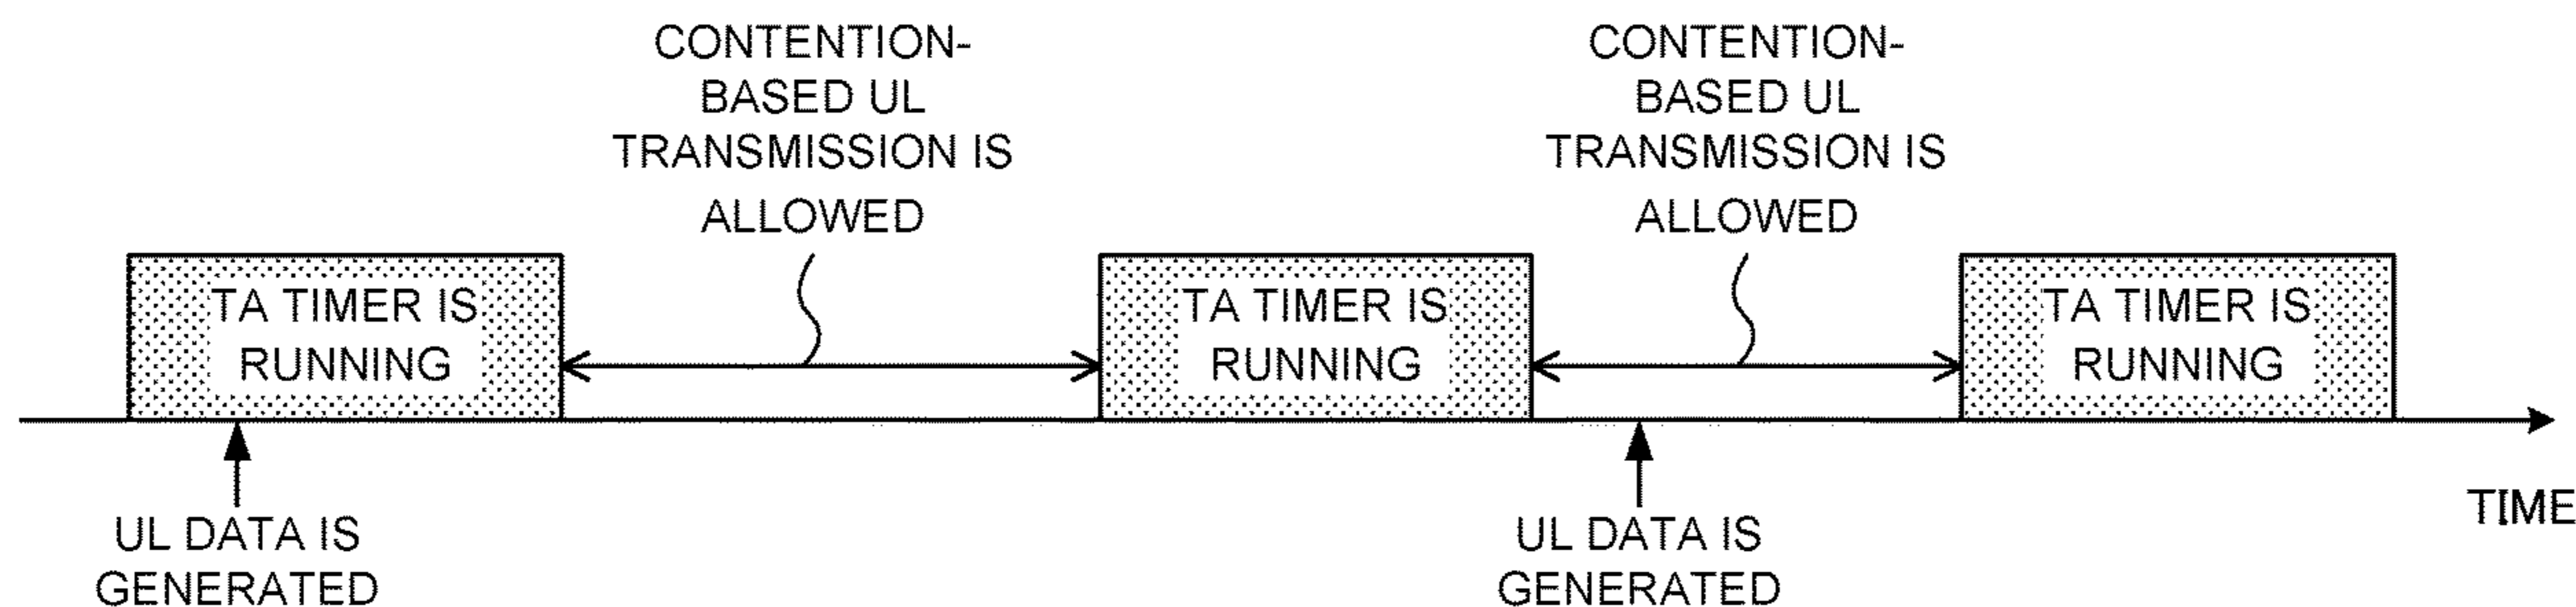 CONTENTION-
BASED UL
TRANSMISSION IS
ALLOWED
CONTENTION-
BASED UL
TRANSMISSION IS
ALLOWED
TA TIMER IS
RUNNING
TA TIMER IS
RUNNING
TA TIMER IS
RUNNING
UL DATA IS
GENERATED
UL DATA IS
GENERATED
TIME